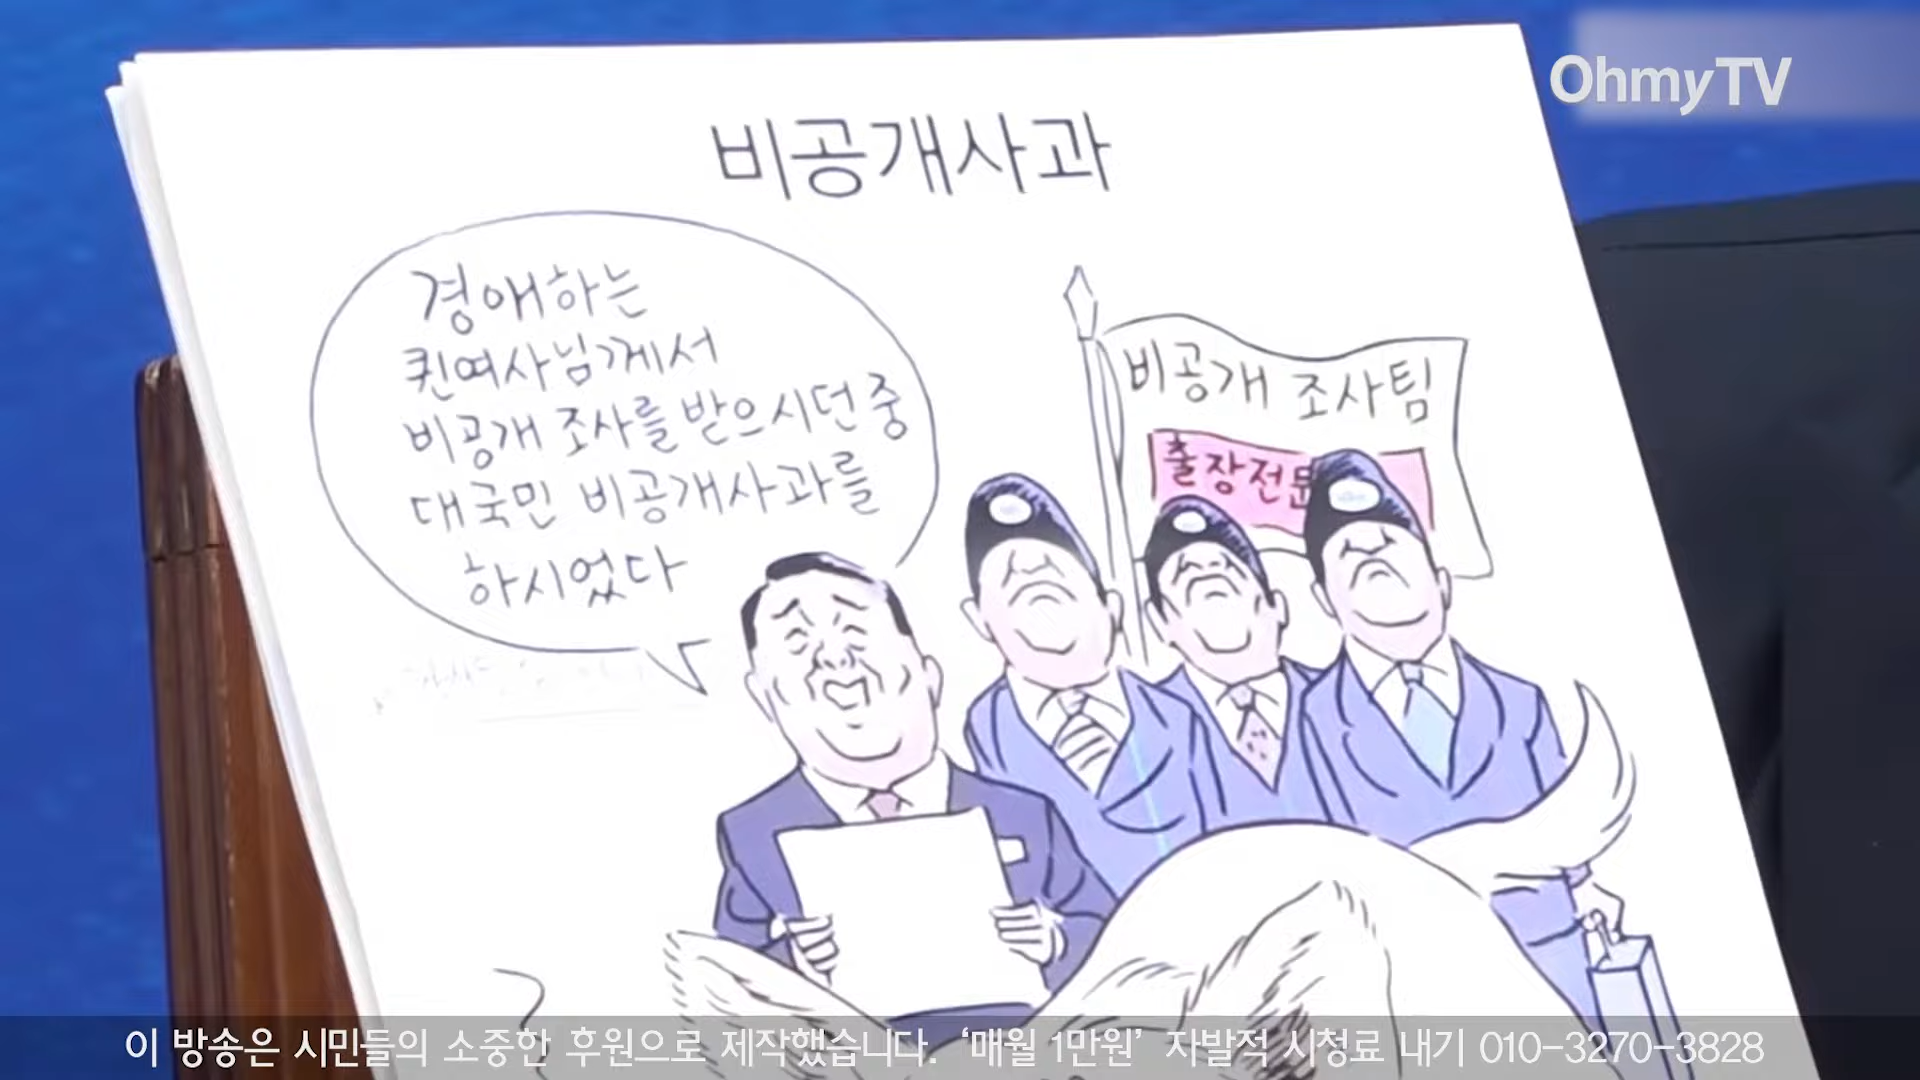 OhmyTV
비공개사과
경애하는
퀸여사님께서
비공개 조사를 받으시던 중
대국민 비공개사과를
하시었다
비공개 조사팀
출장전문
이 방송은 시민들의 소중한 후원으로 제작했습니다. ‘매월 1만원’ 자발적 시청료 내기 010-3270-3828